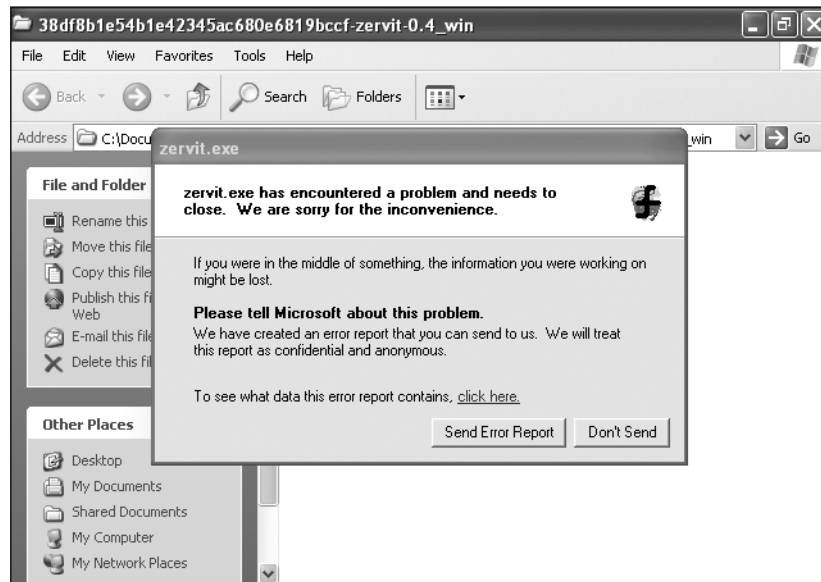 38df8b1e54b1e42345ac680e6819bccf-zervit-0.4_win
File Edit View Favorites Tools Help
Back Search Folders
Address C:\Docu _win Go
zervit.exe
zervit.exe has encountered a problem and needs to
close. We are sorry for the inconvenience.
If you were in the middle of something, the information you were working on
might be lost.
Please tell Microsoft about this problem.
We have created an error report that you can send to us. We will treat
this report as confidential and anonymous.
To see what data this error report contains, click here.
Send Error Report Don't Send
File and Folder
Rename this
Move this file
Copy this file
Publish this fi
Web
E-mail this file
Delete this fil
Other Places
Desktop
My Documents
Shared Documents
My Computer
My Network Places